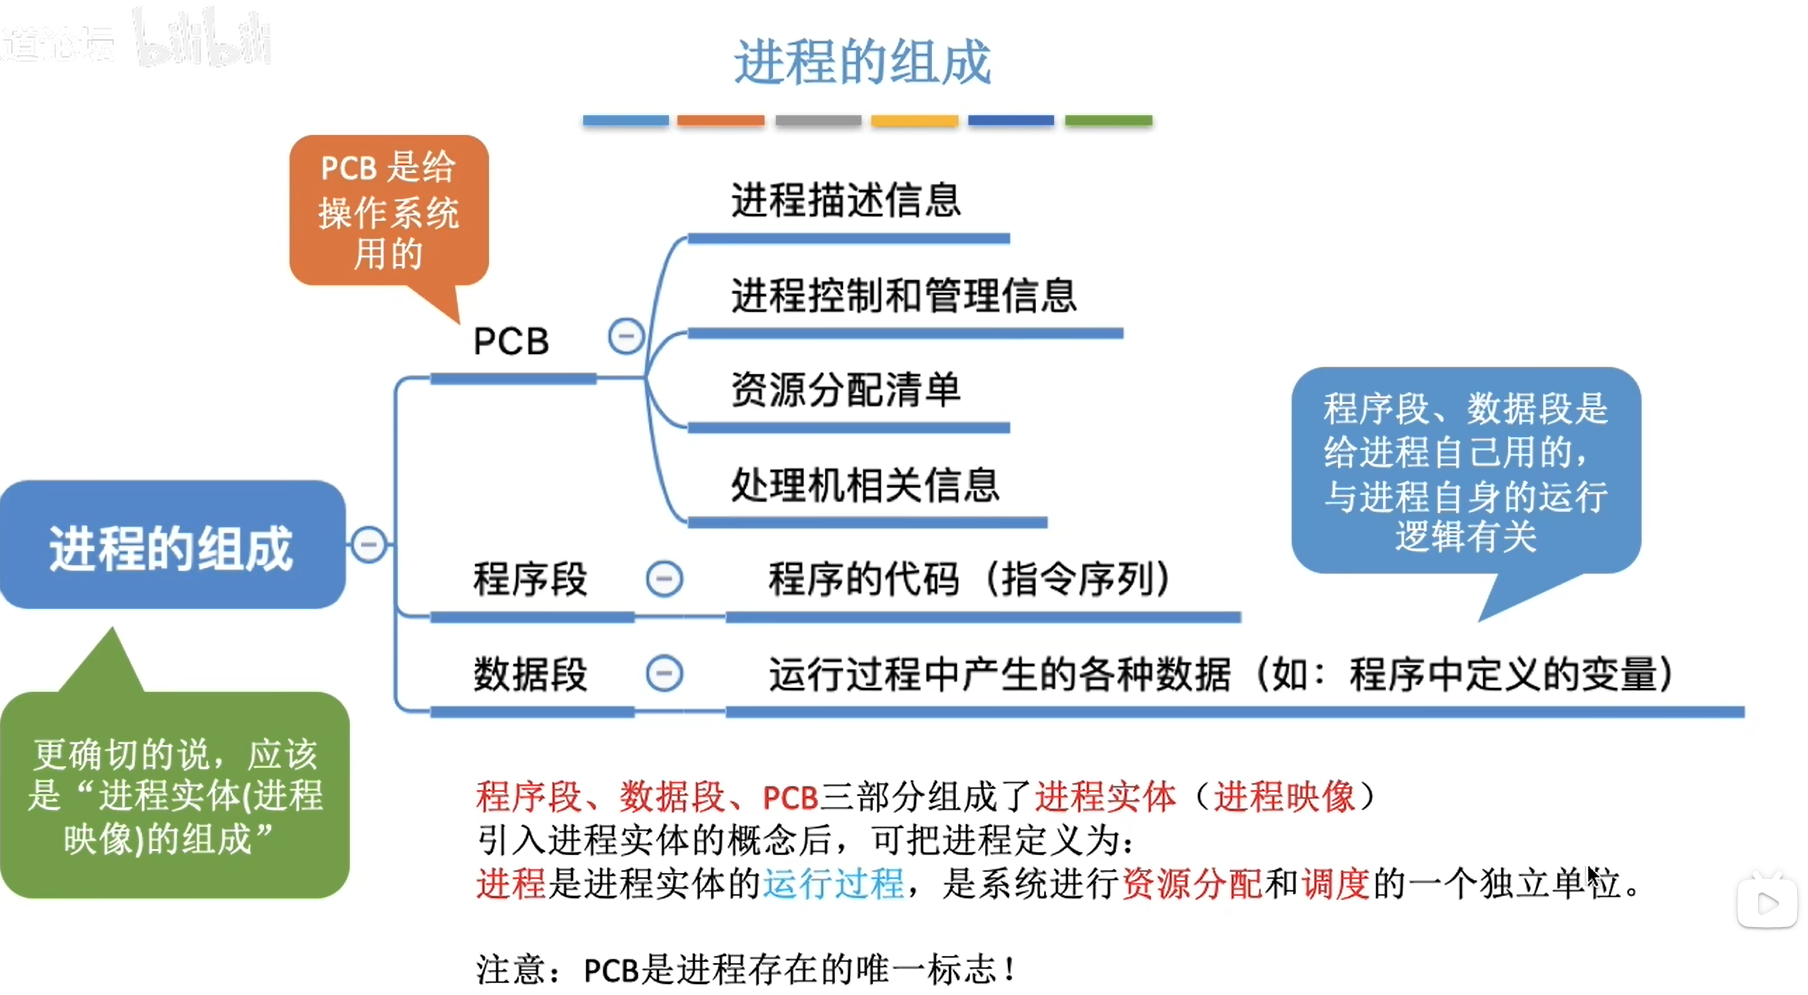 道论坛 bilibili
进程的组成
PCB 是给
操作系统
用的
进程描述信息
进程控制和管理信息
PCB
资源分配清单
处理机相关信息
程序段、数据段是
给进程自己用的，
与进程自身的运行
逻辑有关
进程的组成
程序段
程序的代码（指令序列）
数据段
运行过程中产生的各种数据（如：程序中定义的变量）
更确切的说，应该
是“进程实体(进程
映像)的组成”
程序段、数据段、PCB三部分组成了进程实体（进程映像）
引入进程实体的概念后，可把进程定义为：
进程是进程实体的运行过程，是系统进行资源分配和调度的一个独立单位。
注意：PCB是进程存在的唯一标志！